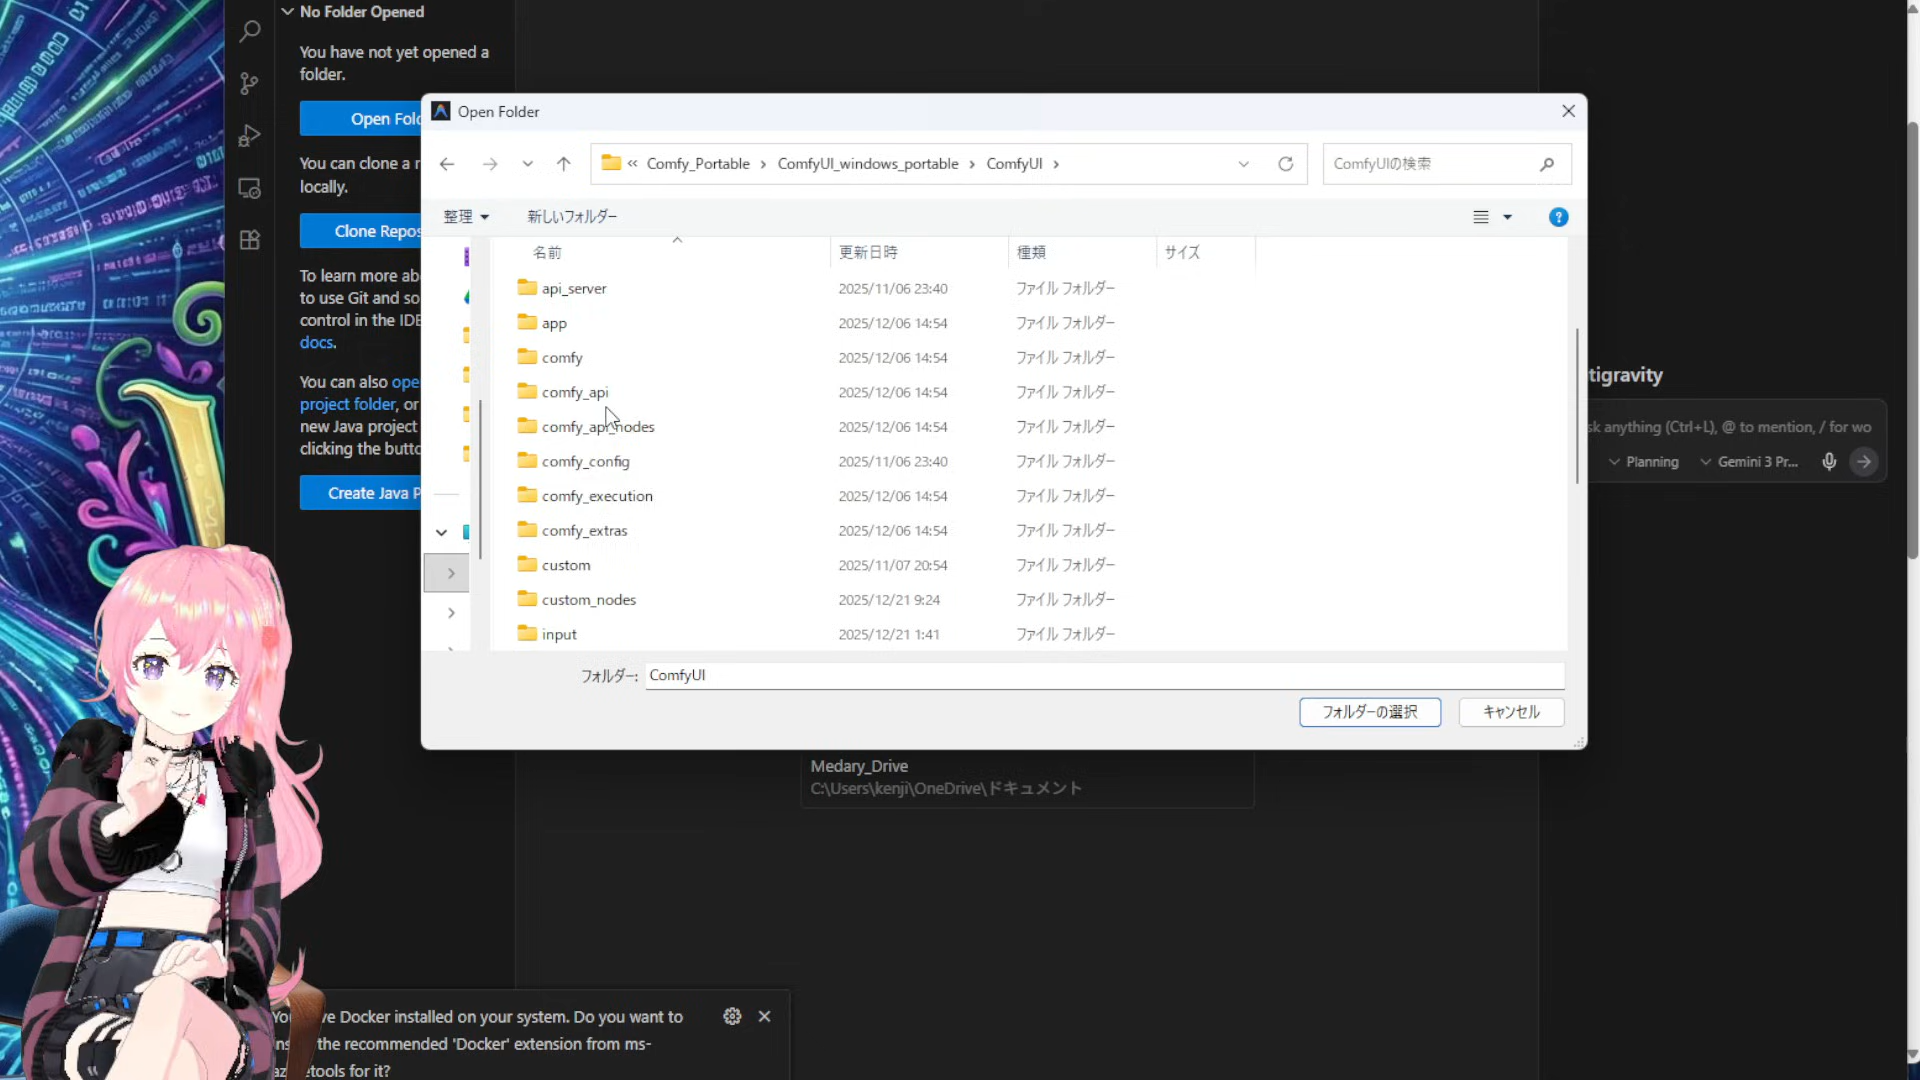 No Folder Opened
You have not yet opened a
folder.
Open Fol
You can clone a r
locally.
Clone Repos
To learn more ab
to use Git and so
control in the IDE
docs.
You can also ope
project folder, or
new Java project
clicking the butto
Create Java P
Open Folder
Comfy_Portable
ComfyUI_windows_portable
ComfyUI
ComfyUIの検索
整理
新しいフォルダー
名前 更新日時 種類 サイズ
api_server 2025/11/06 23:40 ファイル フォルダー
app 2025/12/06 14:54 ファイル フォルダー
comfy 2025/12/06 14:54 ファイル フォルダー
comfy_api 2025/12/06 14:54 ファイル フォルダー
comfy_api_nodes 2025/12/06 14:54 ファイル フォルダー
comfy_config 2025/11/06 23:40 ファイル フォルダー
comfy_execution 2025/12/06 14:54 ファイル フォルダー
comfy_extras 2025/12/06 14:54 ファイル フォルダー
custom 2025/11/07 20:54 ファイル フォルダー
custom_nodes 2025/12/21 9:24 ファイル フォルダー
input 2025/12/21 1:41 ファイル フォルダー
フォルダー: ComfyUI
フォルダーの選択
キャンセル
tigravity
sk anything (Ctrl+L), @ to mention, / for wo
Planning
Gemini 3 Pr...
Medary_Drive
C:\Users\kenji\OneDrive\ドキュメント
ve Docker installed on your system. Do you want to
the recommended 'Docker' extension from ms-
etools for it?